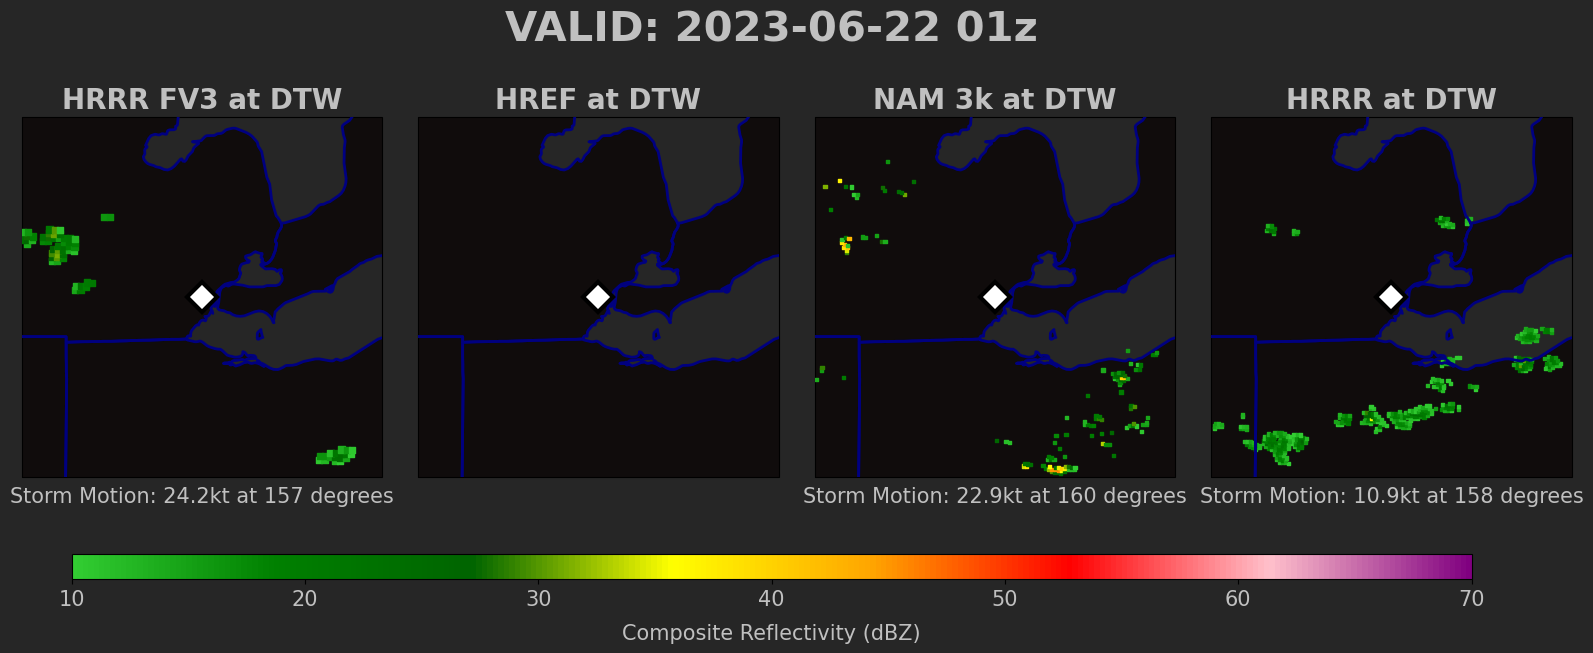 VALID: 2023-06-22 01z
HRRR FV3 at DTW
HREF at DTW
NAM 3k at DTW
HRRR at DTW
Storm Motion: 24.2kt at 157 degrees
Storm Motion: 22.9kt at 160 degrees
Storm Motion: 10.9kt at 158 degrees
10 20 30 40 50 60 70
Composite Reflectivity (dBZ)